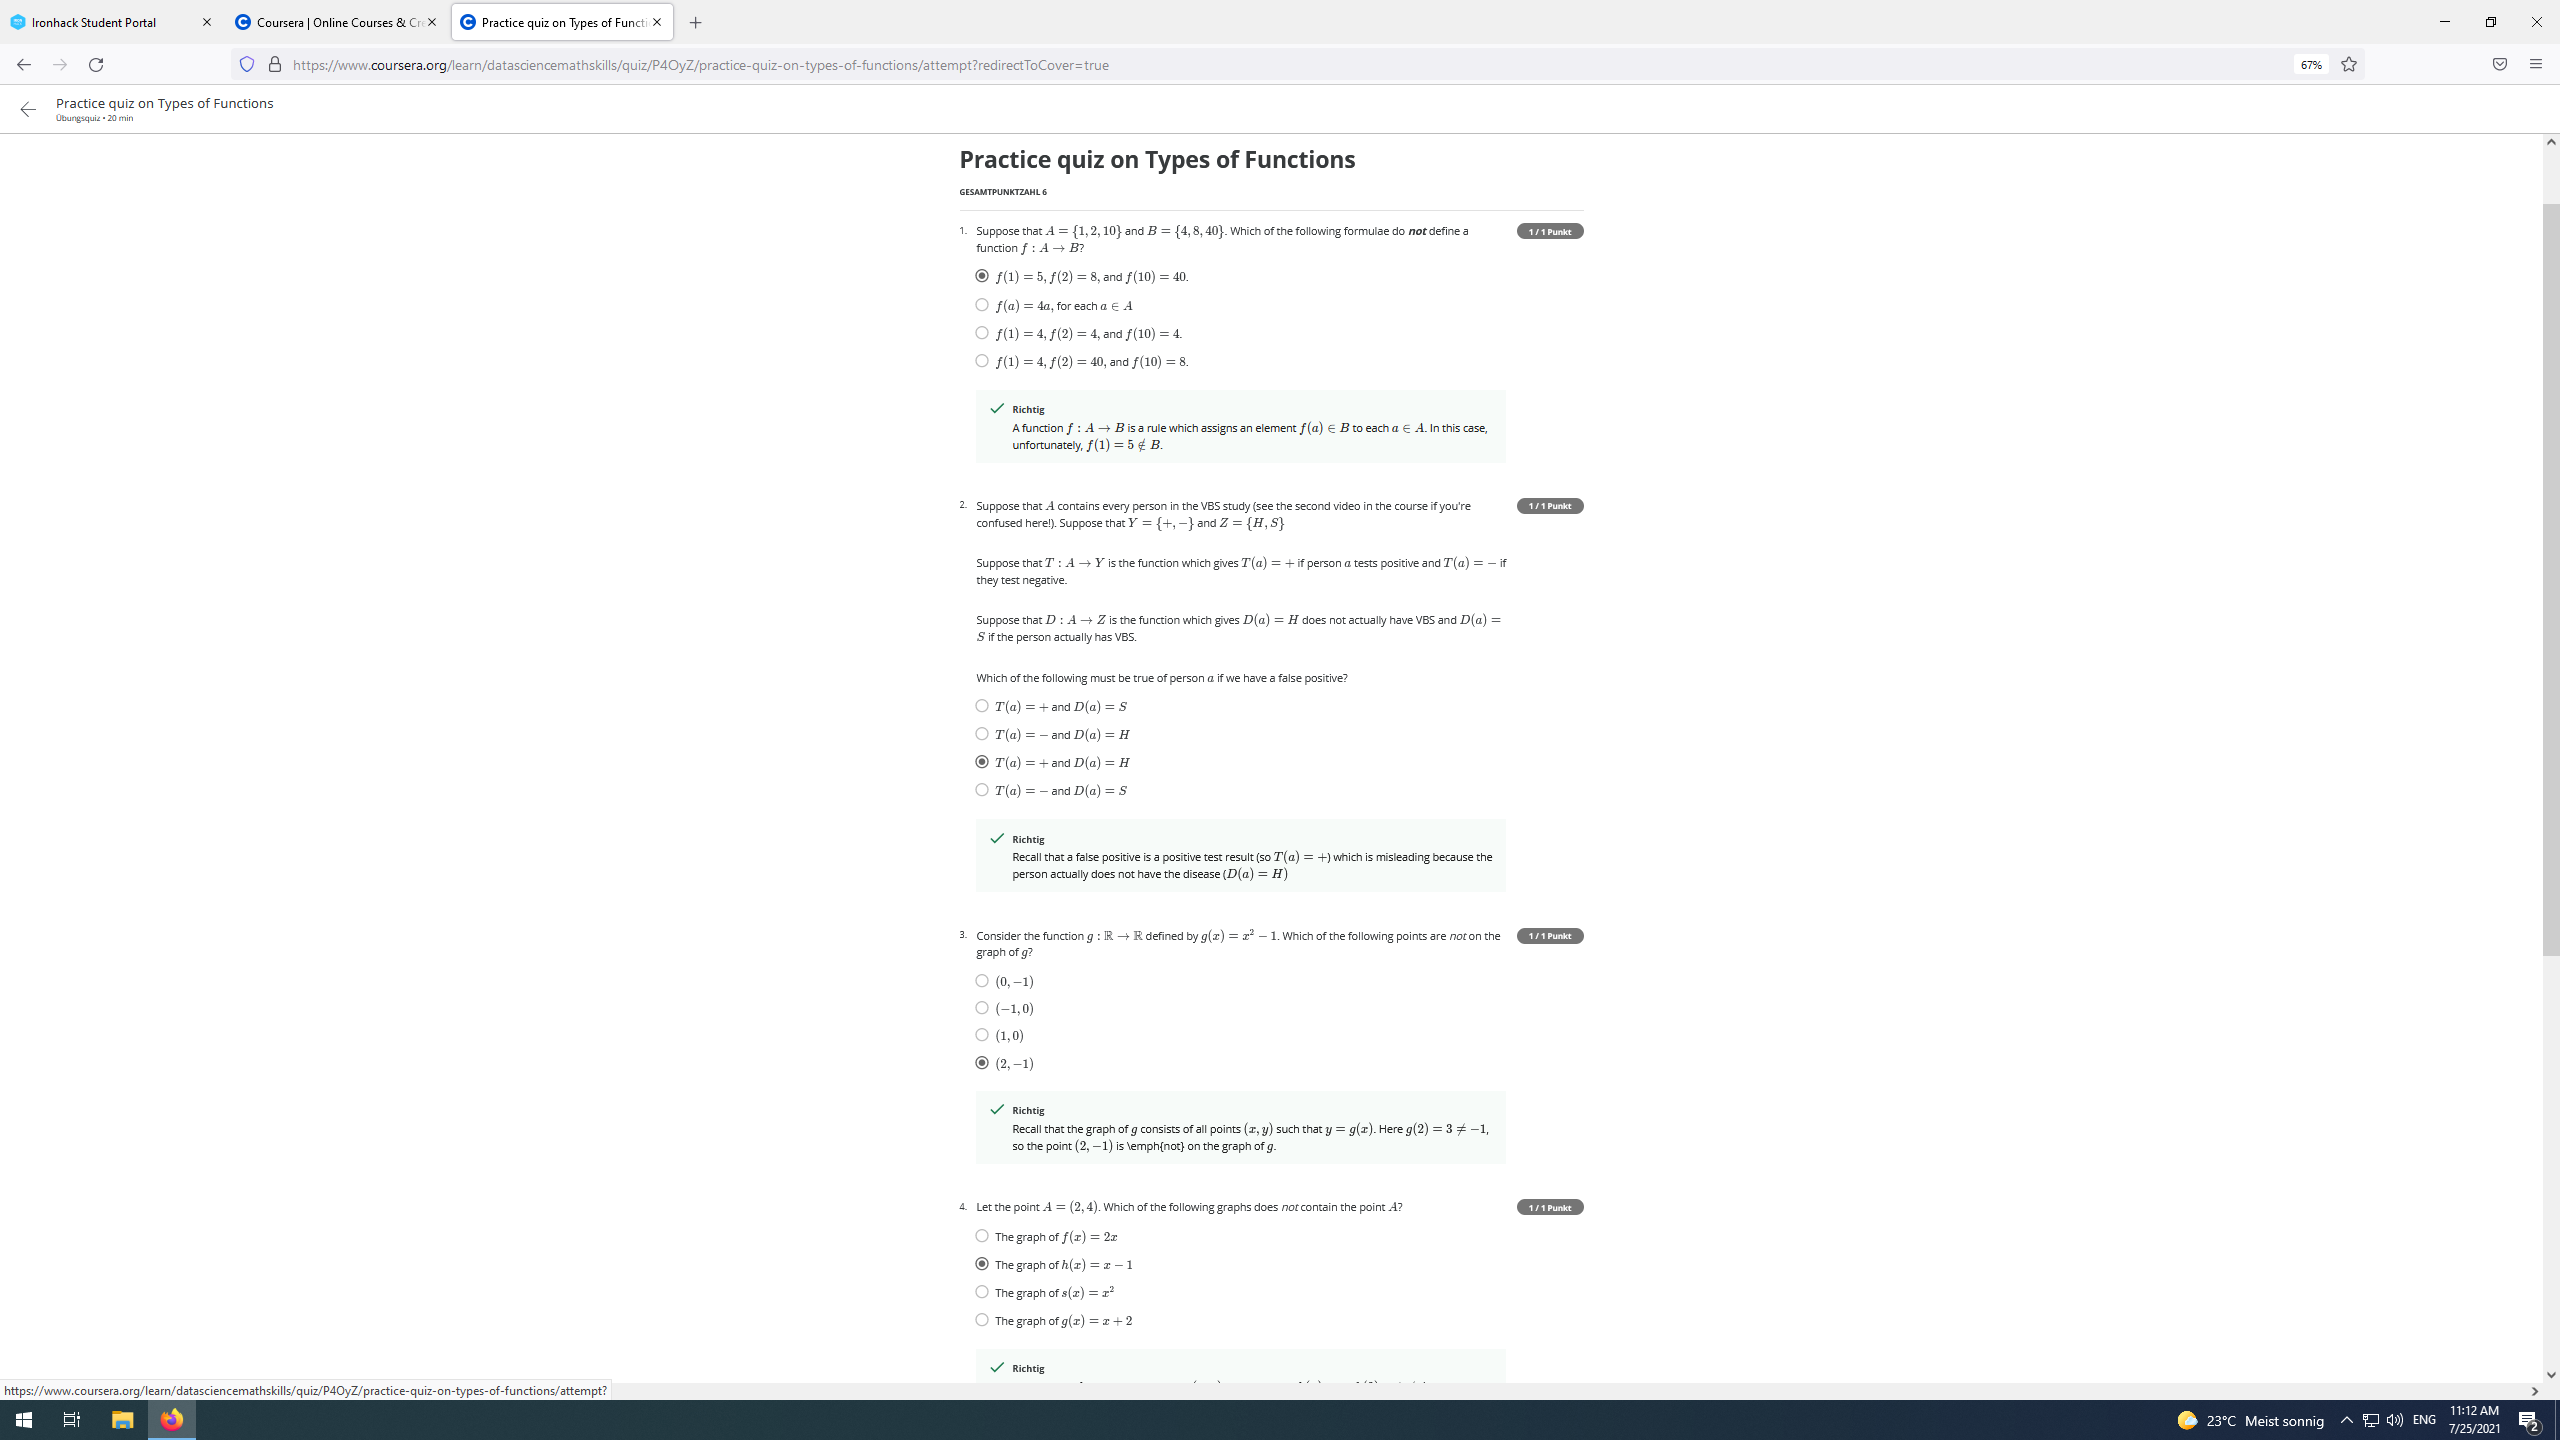 Ironhack Student Portal
Coursera | Online Courses & Cre
Practice quiz on Types of Functi
https://www.coursera.org/learn/datasciencemathskills/quiz/P4OyZ/practice-quiz-on-types-of-functions/attempt?redirectToCover=true
67%
Practice quiz on Types of Functions
Übungsquiz • 20 min
Practice quiz on Types of Functions
GESAMTPUNKTZAHL 6
1. Suppose that A = {1, 2, 10} and B = {4, 8, 40}. Which of the following formulae do not define a
function f : A → B?
1 / 1 Punkt
f(1) = 5, f(2) = 8, and f(10) = 40.
f(a) = 4a, for each a ∈ A
f(1) = 4, f(2) = 4, and f(10) = 4.
f(1) = 4, f(2) = 40, and f(10) = 8.
Richtig
A function f : A → B is a rule which assigns an element f(a) ∈ B to each a ∈ A. In this case,
unfortunately, f(1) = 5 ∉ B.
2. Suppose that A contains every person in the VBS study (see the second video in the course if you're
confused here!). Suppose that Y = {+, −} and Z = {H, S}
1 / 1 Punkt
Suppose that T : A → Y is the function which gives T(a) = + if person a tests positive and T(a) = − if
they test negative.
Suppose that D : A → Z is the function which gives D(a) = H does not actually have VBS and D(a) =
S if the person actually has VBS.
Which of the following must be true of person a if we have a false positive?
T(a) = + and D(a) = S
T(a) = − and D(a) = H
T(a) = + and D(a) = H
T(a) = − and D(a) = S
Richtig
Recall that a false positive is a positive test result (so T(a) = +) which is misleading because the
person actually does not have the disease (D(a) = H)
3. Consider the function g : ℝ → ℝ defined by g(x) = x² − 1. Which of the following points are not on the
graph of g?
1 / 1 Punkt
(0, −1)
(−1, 0)
(1, 0)
(2, −1)
Richtig
Recall that the graph of g consists of all points (x, y) such that y = g(x). Here g(2) = 3 ≠ −1,
so the point (2, −1) is \emph{not} on the graph of g.
4. Let the point A = (2, 4). Which of the following graphs does not contain the point A?
1 / 1 Punkt
The graph of f(x) = 2x
The graph of h(x) = x − 1
The graph of s(x) = x²
The graph of g(x) = x + 2
Richtig
https://www.coursera.org/learn/datasciencemathskills/quiz/P4OyZ/practice-quiz-on-types-of-functions/attempt?
23°C Meist sonnig
ENG
11:12 AM
7/25/2021
2